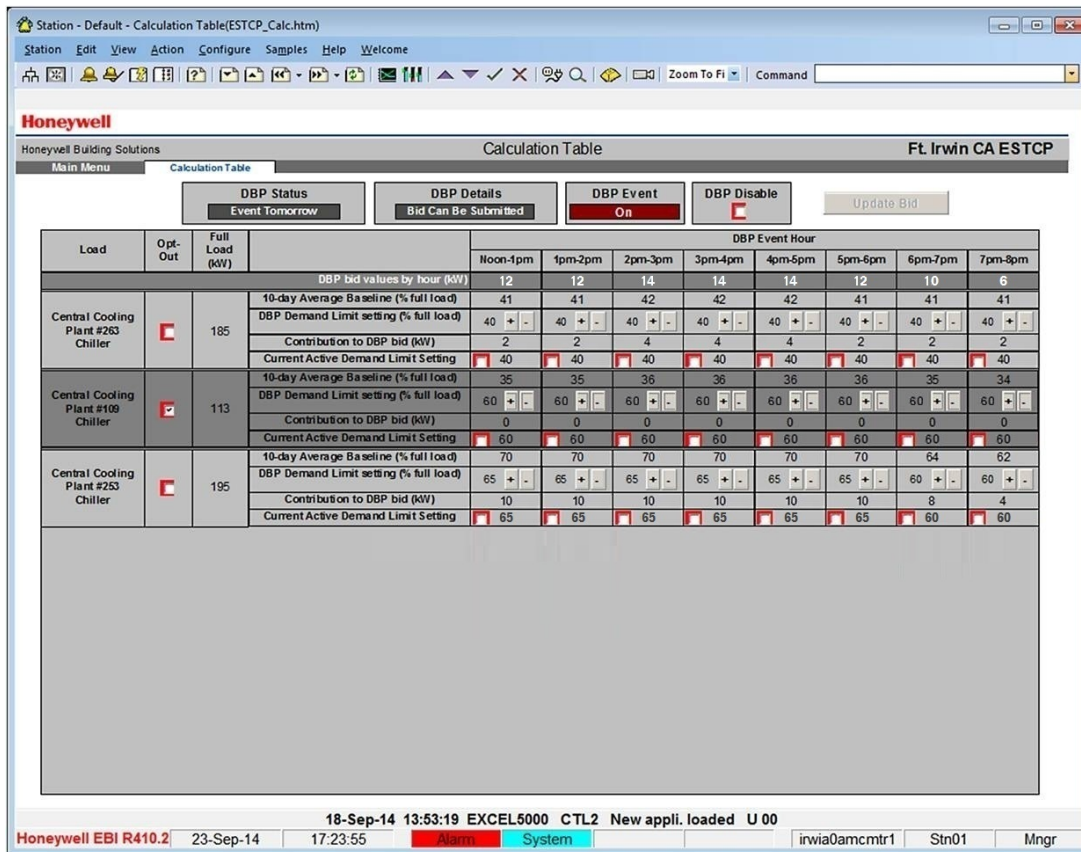 Station - Default - Calculation Table(ESTCP_Calc.htm)
Station Edit View Action Configure Samples Help Welcome
Zoom To Fi Command
Honeywell
Honeywell Building Solutions Calculation Table Ft. Irwin CA ESTCP
Main Menu Calculation Table
DBP Status DBP Details DBP Event DBP Disable
Event Tomorrow Bid Can Be Submitted On Update Bid
Load Opt-Out Full Load (kW) DBP Event Hour
Noon-1pm 1pm-2pm 2pm-3pm 3pm-4pm 4pm-5pm 5pm-6pm 6pm-7pm 7pm-8pm
DBP bid values by hour (kW) 12 12 14 14 14 12 10 6
Central Cooling Plant #263 Chiller 185
10-day Average Baseline (% full load) 41 41 42 42 42 41 41 41
DBP Demand Limit setting (% full load) 40 + - 40 + - 40 + - 40 + - 40 + - 40 + - 40 + - 40 + -
Contribution to DBP bid (kW) 2 2 4 4 4 2 2 2
Current Active Demand Limit Setting 40 40 40 40 40 40 40 40
Central Cooling Plant #109 Chiller 113
10-day Average Baseline (% full load) 35 35 36 36 36 36 35 34
DBP Demand Limit setting (% full load) 60 + - 60 + - 60 + - 60 + - 60 + - 60 + - 60 + - 60 + -
Contribution to DBP bid (kW) 0 0 0 0 0 0 0 0
Current Active Demand Limit Setting 60 60 60 60 60 60 60 60
Central Cooling Plant #253 Chiller 195
10-day Average Baseline (% full load) 70 70 70 70 70 70 64 62
DBP Demand Limit setting (% full load) 65 + - 65 + - 65 + - 65 + - 65 + - 65 + - 60 + - 60 + -
Contribution to DBP bid (kW) 10 10 10 10 10 10 8 4
Current Active Demand Limit Setting 65 65 65 65 65 65 60 60
18-Sep-14 13:53:19 EXCEL5000 CTL2 New appli. loaded U 00
Honeywell EBI R410.2 23-Sep-14 17:23:55 Alarm System irwia0amcmtr1 Stn01 Mngr